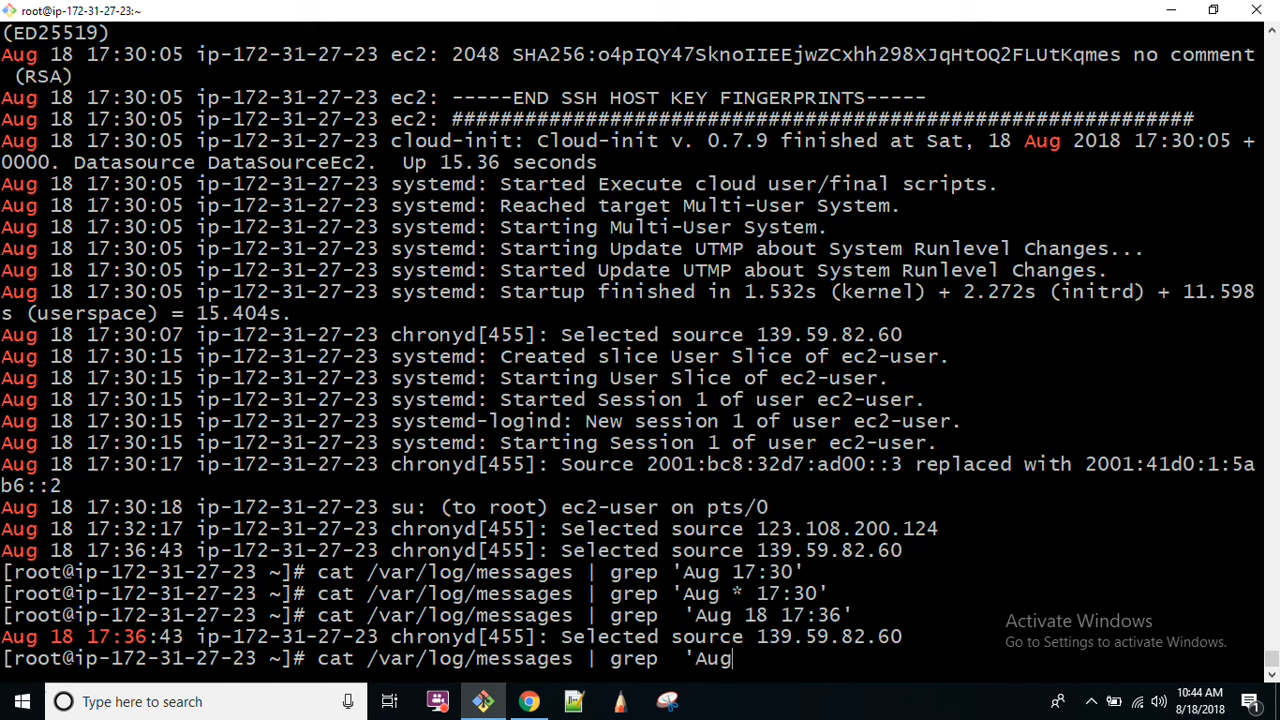 root@ip-172-31-27-23:~
(ED25519)
Aug 18 17:30:05 ip-172-31-27-23 ec2: 2048 SHA256:o4pIQY47SknoIIEEjwZCxhh298XJqHtOQ2FLUtKqmes no comment
 (RSA)
Aug 18 17:30:05 ip-172-31-27-23 ec2: -----END SSH HOST KEY FINGERPRINTS-----
Aug 18 17:30:05 ip-172-31-27-23 ec2: #############################################################
Aug 18 17:30:05 ip-172-31-27-23 cloud-init: Cloud-init v. 0.7.9 finished at Sat, 18 Aug 2018 17:30:05 +
0000. Datasource DataSourceEc2.  Up 15.36 seconds
Aug 18 17:30:05 ip-172-31-27-23 systemd: Started Execute cloud user/final scripts.
Aug 18 17:30:05 ip-172-31-27-23 systemd: Reached target Multi-User System.
Aug 18 17:30:05 ip-172-31-27-23 systemd: Starting Multi-User System.
Aug 18 17:30:05 ip-172-31-27-23 systemd: Starting Update UTMP about System Runlevel Changes...
Aug 18 17:30:05 ip-172-31-27-23 systemd: Started Update UTMP about System Runlevel Changes.
Aug 18 17:30:05 ip-172-31-27-23 systemd: Startup finished in 1.532s (kernel) + 2.272s (initrd) + 11.598
s (userspace) = 15.404s.
Aug 18 17:30:07 ip-172-31-27-23 chronyd[455]: Selected source 139.59.82.60
Aug 18 17:30:15 ip-172-31-27-23 systemd: Created slice User Slice of ec2-user.
Aug 18 17:30:15 ip-172-31-27-23 systemd: Starting User Slice of ec2-user.
Aug 18 17:30:15 ip-172-31-27-23 systemd: Started Session 1 of user ec2-user.
Aug 18 17:30:15 ip-172-31-27-23 systemd-logind: New session 1 of user ec2-user.
Aug 18 17:30:15 ip-172-31-27-23 systemd: Starting Session 1 of user ec2-user.
Aug 18 17:30:17 ip-172-31-27-23 chronyd[455]: Source 2001:bc8:32d7:ad00::3 replaced with 2001:41d0:1:5a
b6::2
Aug 18 17:30:18 ip-172-31-27-23 su: (to root) ec2-user on pts/0
Aug 18 17:32:17 ip-172-31-27-23 chronyd[455]: Selected source 123.108.200.124
Aug 18 17:36:43 ip-172-31-27-23 chronyd[455]: Selected source 139.59.82.60
[root@ip-172-31-27-23 ~]# cat /var/log/messages | grep 'Aug 17:30'
[root@ip-172-31-27-23 ~]# cat /var/log/messages | grep 'Aug * 17:30'
[root@ip-172-31-27-23 ~]# cat /var/log/messages | grep  'Aug 18 17:36'
Aug 18 17:36:43 ip-172-31-27-23 chronyd[455]: Selected source 139.59.82.60
[root@ip-172-31-27-23 ~]# cat /var/log/messages | grep  'Aug
Activate Windows
Go to Settings to activate Windows.
Type here to search
10:44 AM
8/18/2018
1